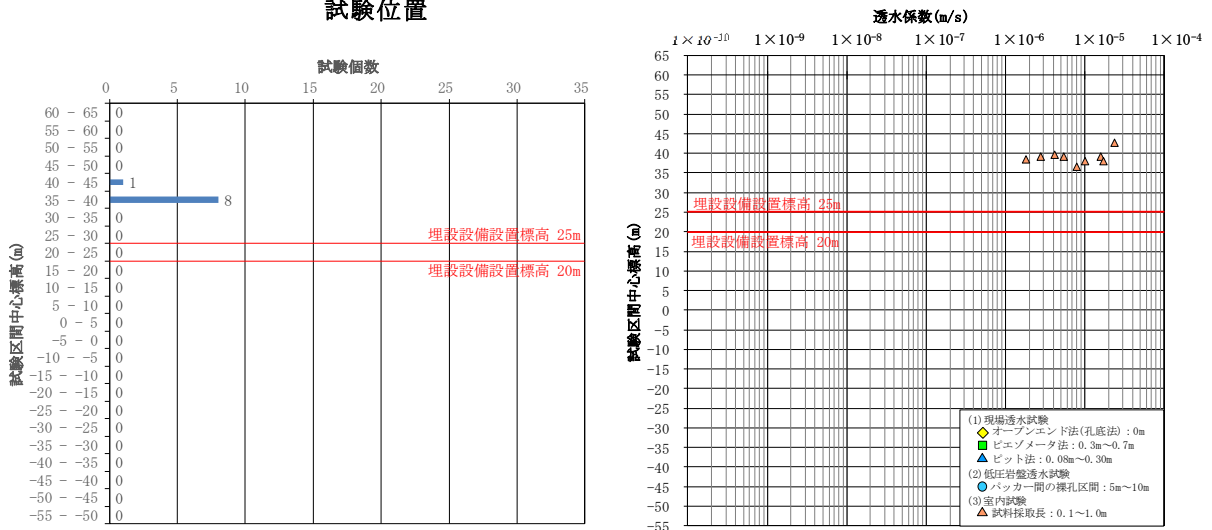 試験位置
試験個数
0 5 10 15 20 25 30 35
試験区間中心標高(m)
60 - 65 0
55 - 60 0
50 - 55 0
45 - 50 0
40 - 45 1
35 - 40 8
30 - 35 0
25 - 30 0
埋設設備設置標高 25m
20 - 25 0
埋設設備設置標高 20m
15 - 20 0
10 - 15 0
5 - 10 0
0 - 5 0
-5 - 0 0
-10 - -5 0
-15 - -10 0
-20 - -15 0
-25 - -20 0
-30 - -25 0
-35 - -30 0
-40 - -35 0
-45 - -40 0
-50 - -45 0
-55 - -50 0
透水係数(m/s)
1×10⁻¹⁰ 1×10⁻⁹ 1×10⁻⁸ 1×10⁻⁷ 1×10⁻⁶ 1×10⁻⁵ 1×10⁻⁴
試験区間中心標高(m)
65
60
55
50
45
40
35
30
埋設設備設置標高 25m
25
20
埋設設備設置標高 20m
15
10
5
0
-5
-10
-15
-20
-25
-30
-35
-40
-45
-50
-55
(1)現場透水試験
オープンエンド法(孔底法)：0m
ピエゾメータ法：0.3m～0.7m
ピット法：0.08m～0.30m
(2)低圧岩盤透水試験
パッカー間の裸孔区間：5m～10m
(3)室内試験
試料採取長：0.1～1.0m